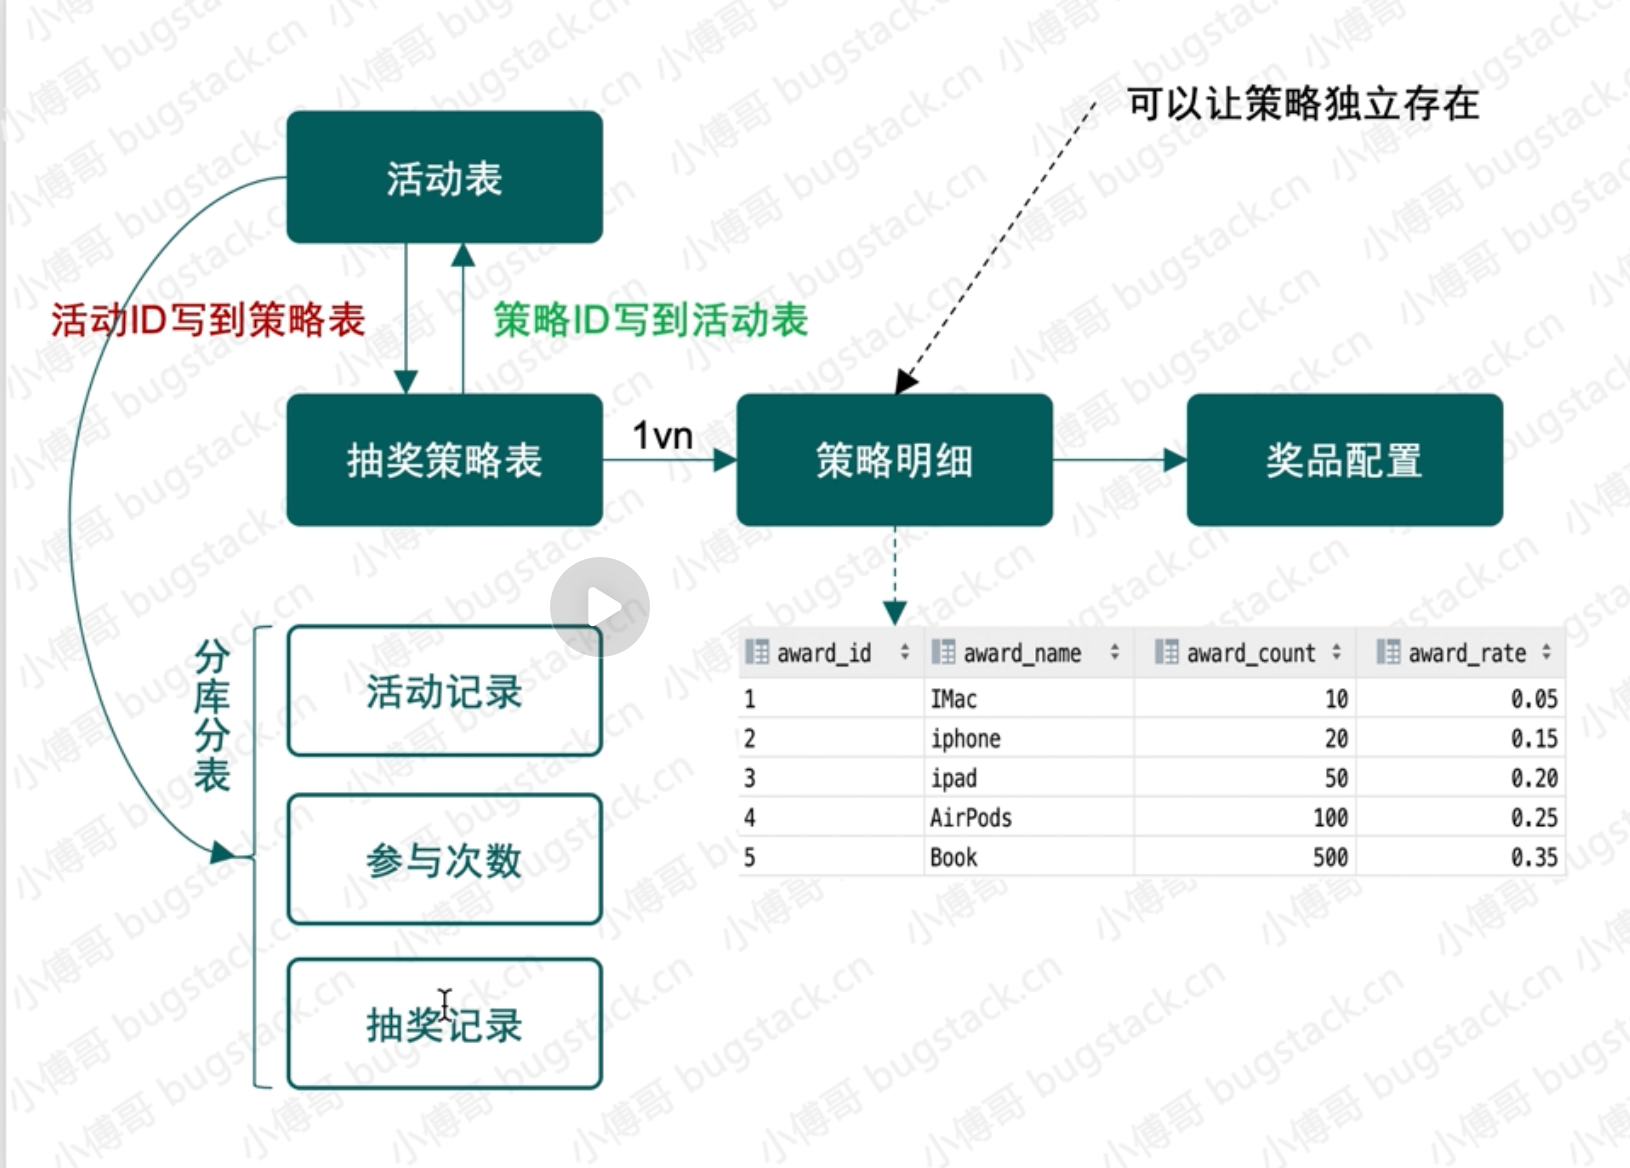 可以让策略独立存在
活动表
活动ID写到策略表
策略ID写到活动表
抽奖策略表
1vn
策略明细
奖品配置
分库分表
活动记录
参与次数
抽奖记录
award_id award_name award_count award_rate
1 IMac 10 0.05
2 iphone 20 0.15
3 ipad 50 0.20
4 AirPods 100 0.25
5 Book 500 0.35
小傅哥 bugstack.cn